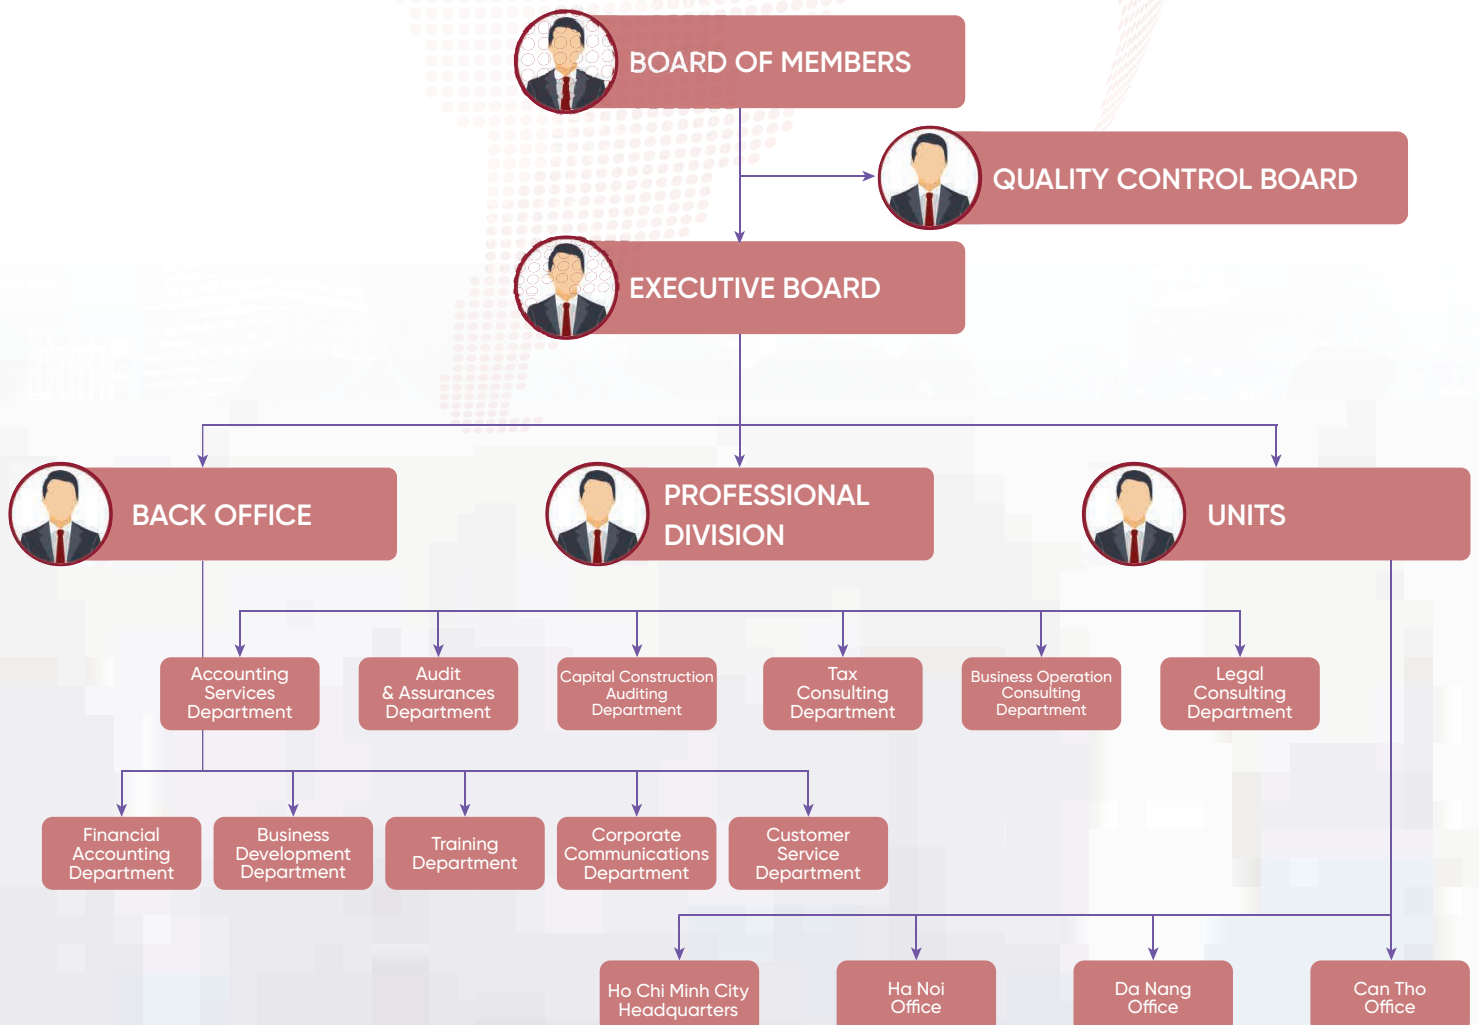 BOARD OF MEMBERS
QUALITY CONTROL BOARD
EXECUTIVE BOARD
BACK OFFICE
PROFESSIONAL
DIVISION
UNITS
Accounting
Services
Department
Audit
& Assurances
Department
Capital Construction
Auditing
Department
Tax
Consulting
Department
Business Operation
Consulting
Department
Legal
Consulting
Department
Financial
Accounting
Department
Business
Development
Department
Training
Department
Corporate
Communications
Department
Customer
Service
Department
Ho Chi Minh City
Headquarters
Ha Noi
Office
Da Nang
Office
Can Tho
Office